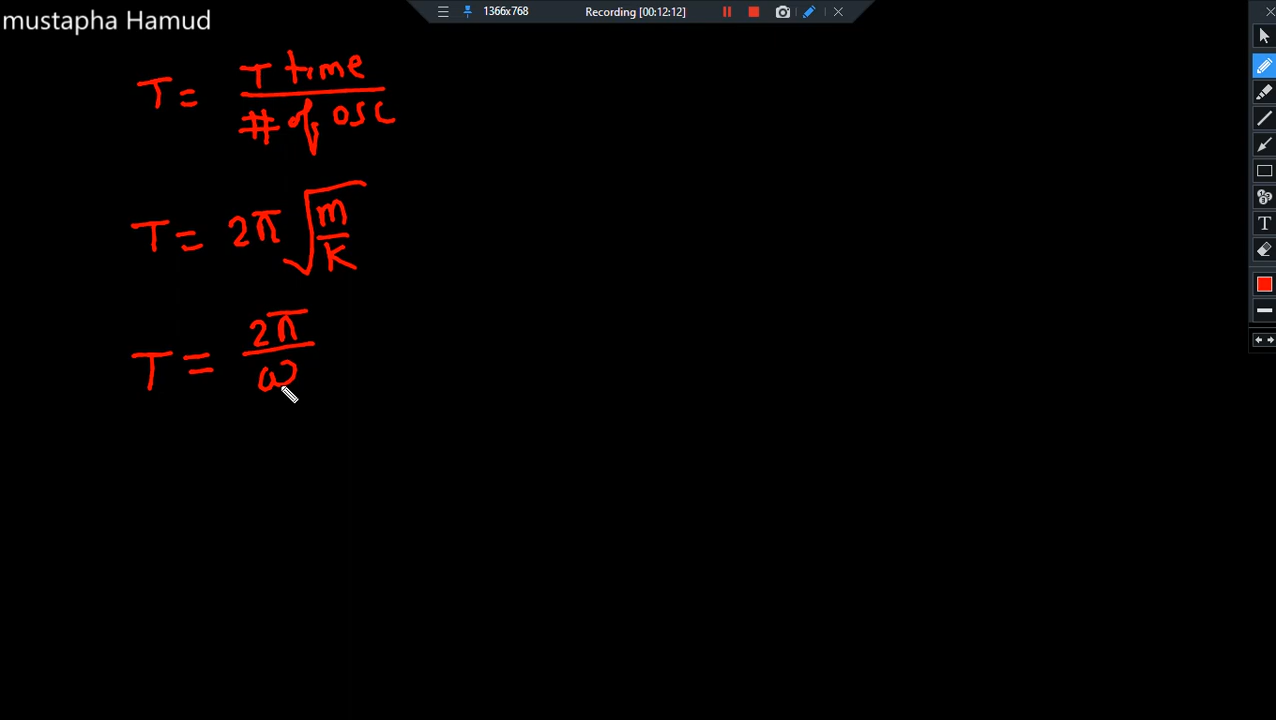 mustapha Hamud
1366x768
Recording [00:12:12]
T = T time / # of osc
T = 2π √(m/K)
T = 2π / ω
T